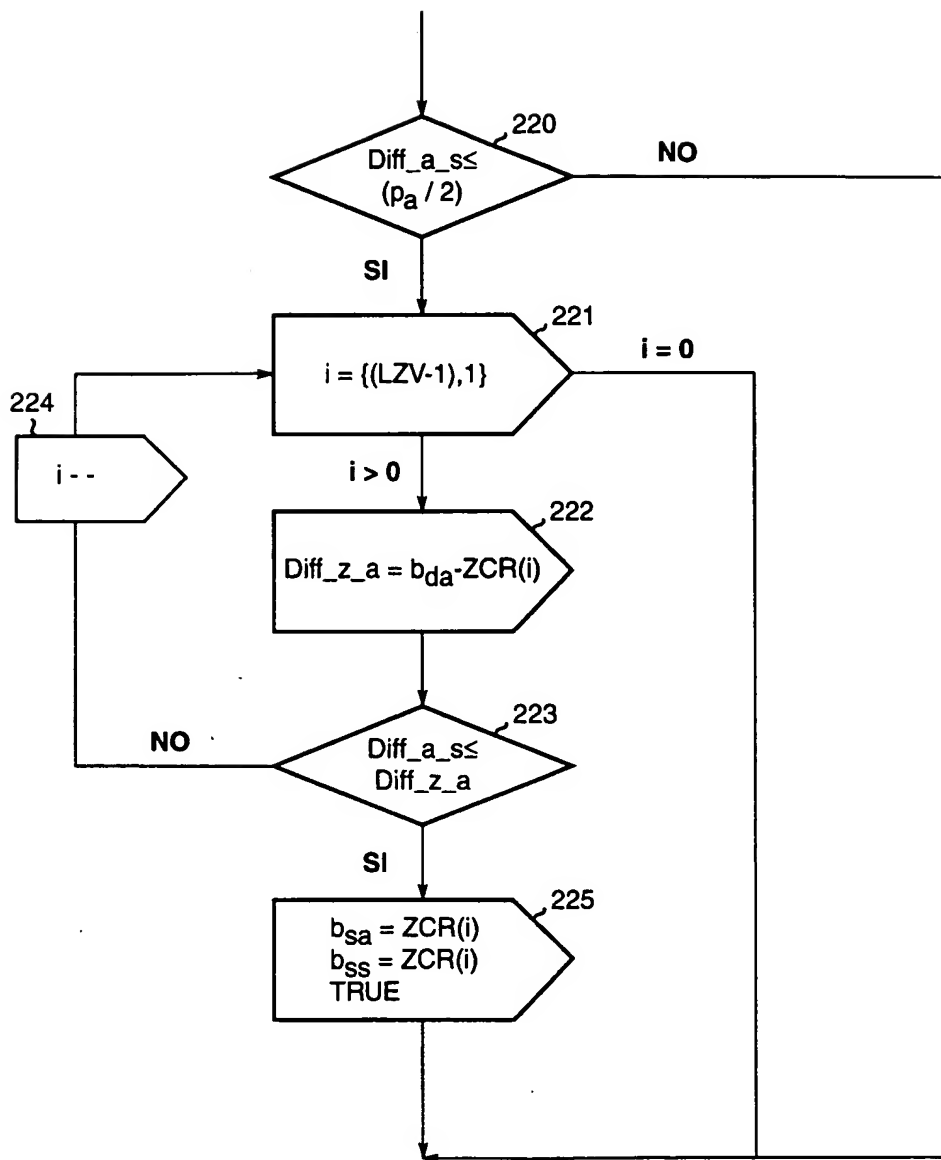 220
Diff_a_s≤
(pa / 2)
NO
SI
221
i = {(LZV-1),1}
i = 0
224
i - -
i > 0
222
Diff_z_a = bda-ZCR(i)
223
Diff_a_s≤
Diff_z_a
NO
SI
225
bsa = ZCR(i)
bss = ZCR(i)
TRUE